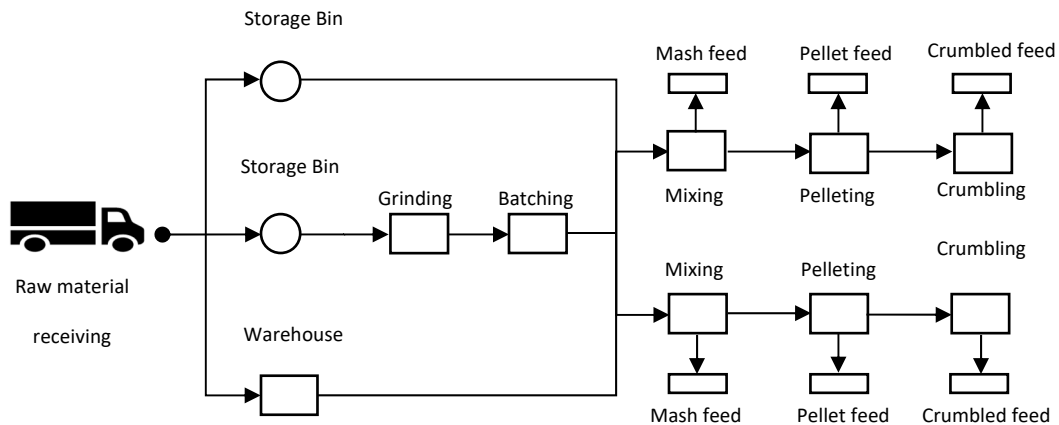 Storage Bin
Mash feed
Pellet feed
Crumbled feed
Storage Bin
Grinding
Batching
Mixing
Pelleting
Crumbling
Raw material
receiving
Warehouse
Mixing
Pelleting
Crumbling
Mash feed
Pellet feed
Crumbled feed